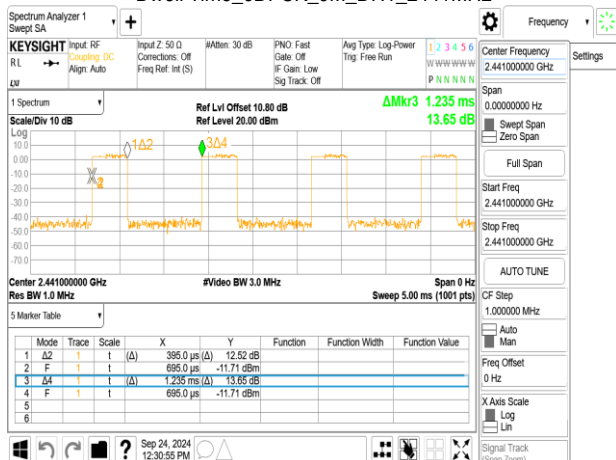 Spectrum Analyzer 1
Swept SA
Frequency
Settings
KEYSIGHT
RL
Input: RF
Coupling: DC
Align: Auto
Input Z: 50 Ω
Corrections: Off
Freq Ref: Int (S)
#Atten: 30 dB
PNO: Fast
Gate: Off
IF Gain: Low
Sig Track: Off
Avg Type: Log-Power
Trig: Free Run
1 2 3 4 5 6
W W W W W W
P N N N N N
1 Spectrum
Scale/Div 10 dB
Ref Lvl Offset 10.80 dB
Ref Level 20.00 dBm
ΔMkr3 1.235 ms
13.65 dB
Log
10.0
0.00
-10.0
-20.0
-30.0
-40.0
-50.0
-60.0
-70.0
1Δ2
3Δ4
Center 2.441000000 GHz
Res BW 1.0 MHz
#Video BW 3.0 MHz
Span 0 Hz
Sweep 5.00 ms (1001 pts)
5 Marker Table
Mode Trace Scale X Y Function Function Width Function Value
1 Δ2 1 t (Δ) 395.0 µs (Δ) 12.52 dB
2 F 1 t 695.0 µs -11.71 dBm
3 Δ4 1 t (Δ) 1.235 ms (Δ) 13.65 dB
4 F 1 t 695.0 µs -11.71 dBm
5
6
Sep 24, 2024
12:30:55 PM
Center Frequency
2.441000000 GHz
Span
0.00000000 Hz
Swept Span
Zero Span
Full Span
Start Freq
2.441000000 GHz
Stop Freq
2.441000000 GHz
AUTO TUNE
CF Step
1.000000 MHz
Auto
Man
Freq Offset
0 Hz
X Axis Scale
Log
Lin
Signal Track
(Span Zoom)